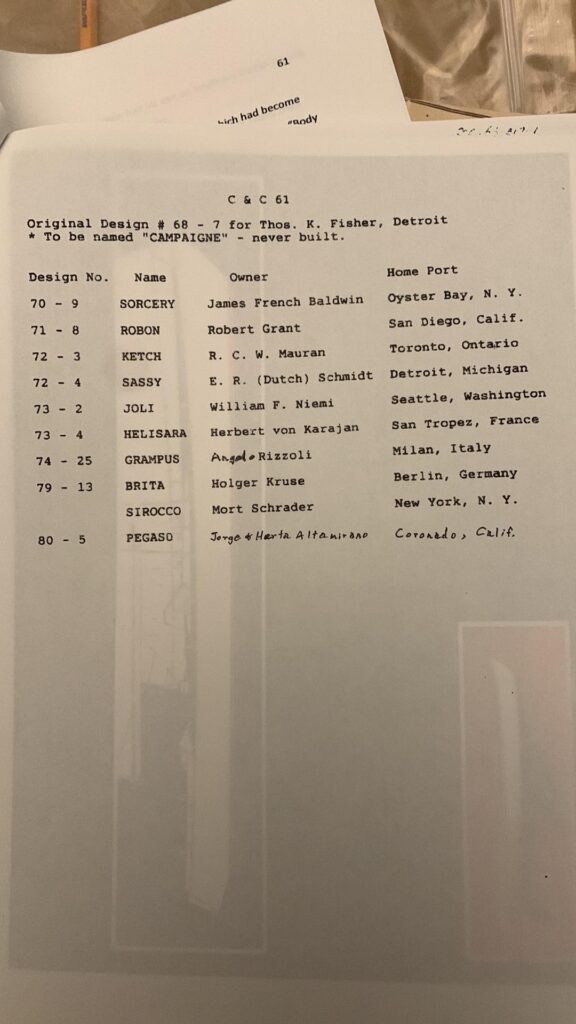 61
which had become
"Body
C & C 61
Original Design # 68 - 7 for Thos. K. Fisher, Detroit
* To be named "CAMPAIGNE" - never built.
Design No. Name Owner Home Port
70 - 9 SORCERY James French Baldwin Oyster Bay, N. Y.
71 - 8 ROBON Robert Grant San Diego, Calif.
72 - 3 KETCH R. C. W. Mauran Toronto, Ontario
72 - 4 SASSY E. R. (Dutch) Schmidt Detroit, Michigan
73 - 2 JOLI William F. Niemi Seattle, Washington
73 - 4 HELISARA Herbert von Karajan San Tropez, France
74 - 25 GRAMPUS Angelo Rizzoli Milan, Italy
79 - 13 BRITA Holger Kruse Berlin, Germany
SIROCCO Mort Schrader New York, N. Y.
80 - 5 PEGASO Jorge & Harta Altamirano Coronado, Calif.